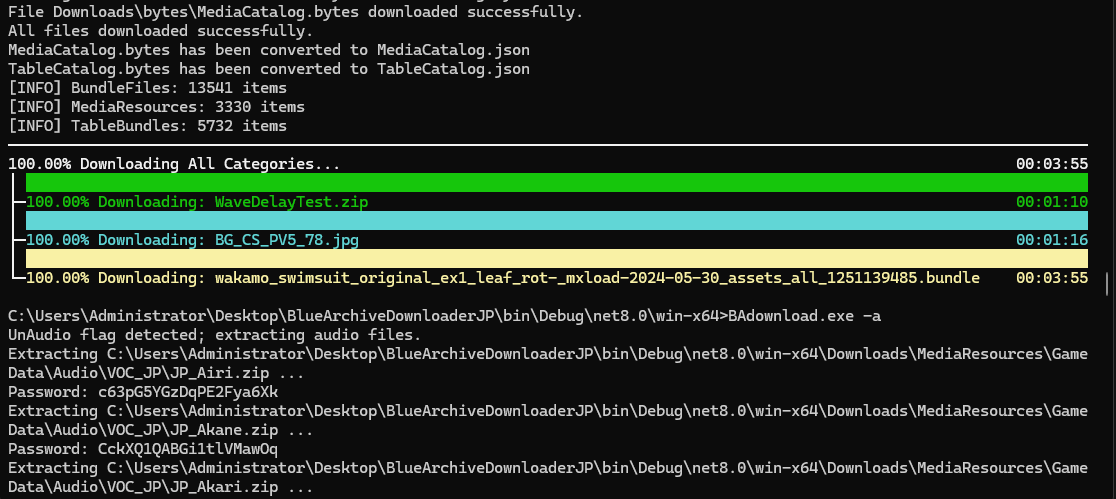 File Downloads\bytes\MediaCatalog.bytes downloaded successfully.
All files downloaded successfully.
MediaCatalog.bytes has been converted to MediaCatalog.json
TableCatalog.bytes has been converted to TableCatalog.json
[INFO] BundleFiles: 13541 items
[INFO] MediaResources: 3330 items
[INFO] TableBundles: 5732 items
100.00% Downloading All Categories... 00:03:55
100.00% Downloading: WaveDelayTest.zip 00:01:10
100.00% Downloading: BG_CS_PV5_78.jpg 00:01:16
100.00% Downloading: wakamo_swimsuit_original_ex1_leaf_rot-_mxload-2024-05-30_assets_all_1251139485.bundle 00:03:55
C:\Users\Administrator\Desktop\BlueArchiveDownloaderJP\bin\Debug\net8.0\win-x64>BAdownload.exe -a
UnAudio flag detected; extracting audio files.
Extracting C:\Users\Administrator\Desktop\BlueArchiveDownloaderJP\bin\Debug\net8.0\win-x64\Downloads\MediaResources\Game
Data\Audio\VOC_JP\JP_Airi.zip ...
Password: c63pG5YGzDqPE2Fya6Xk
Extracting C:\Users\Administrator\Desktop\BlueArchiveDownloaderJP\bin\Debug\net8.0\win-x64\Downloads\MediaResources\Game
Data\Audio\VOC_JP\JP_Akane.zip ...
Password: CckXQ1QABGi1tlVMawOq
Extracting C:\Users\Administrator\Desktop\BlueArchiveDownloaderJP\bin\Debug\net8.0\win-x64\Downloads\MediaResources\Game
Data\Audio\VOC_JP\JP_Akari.zip ...